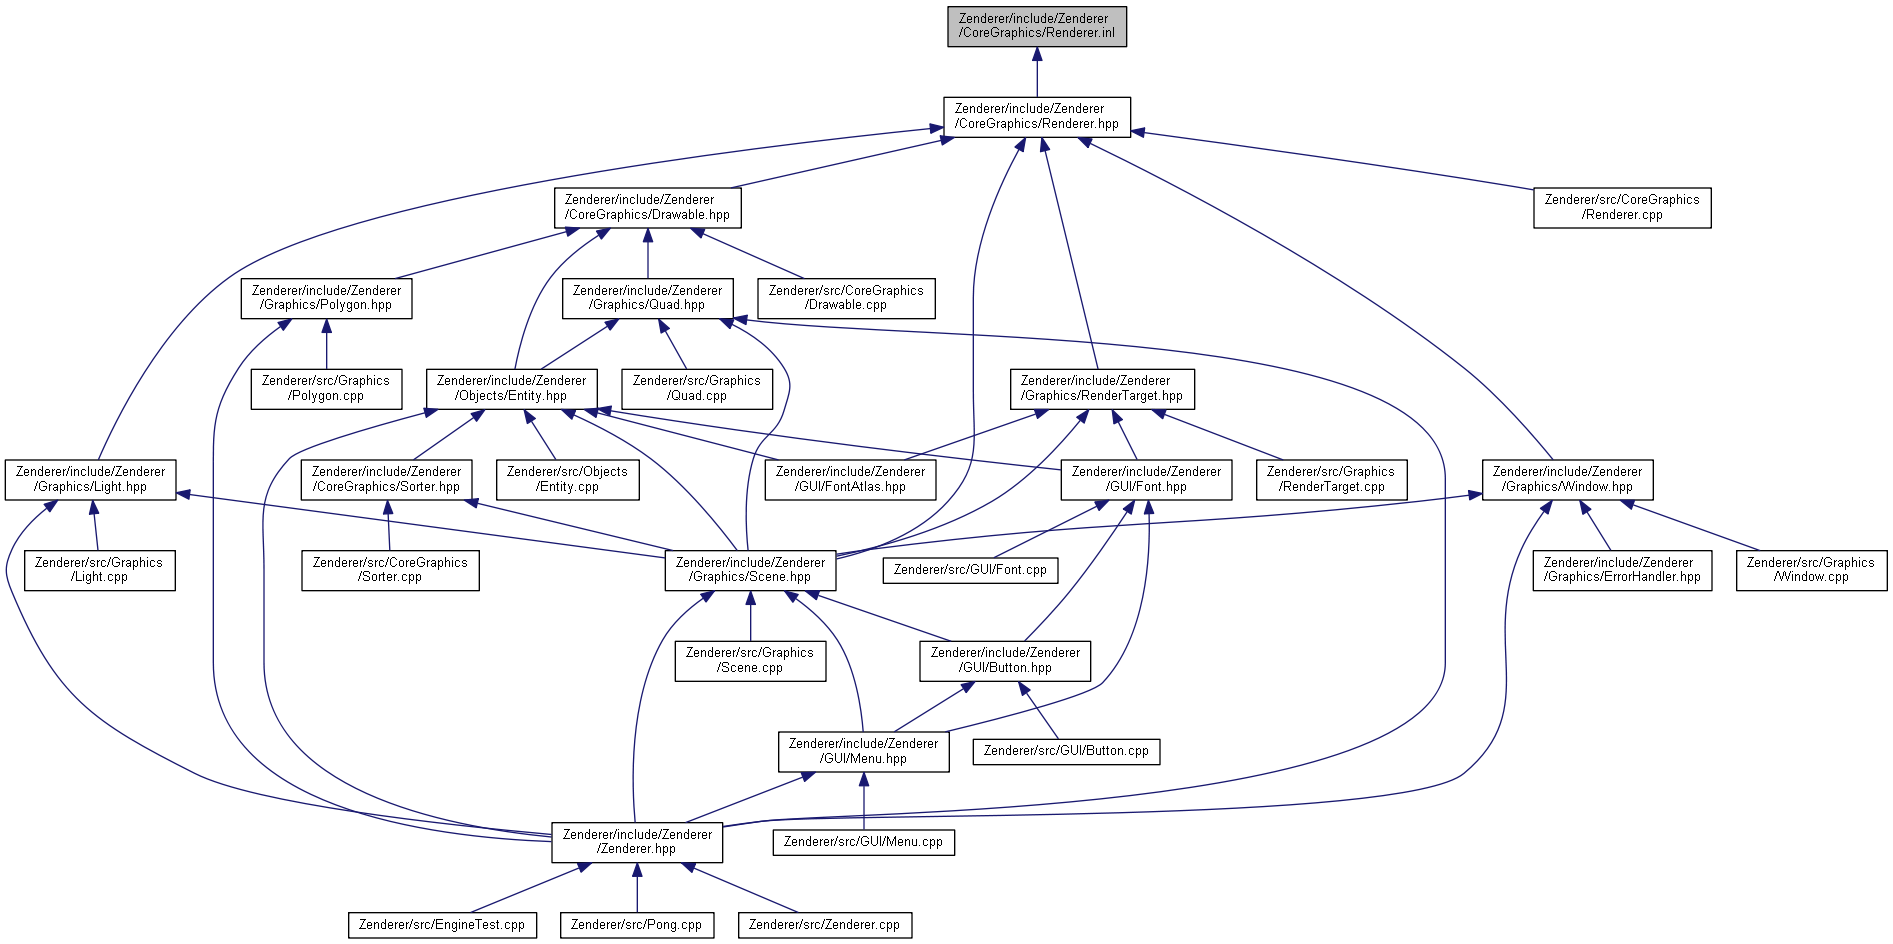 Zenderer/include/Zenderer
/CoreGraphics/Renderer.inl
Zenderer/include/Zenderer
/CoreGraphics/Renderer.hpp
Zenderer/include/Zenderer
/CoreGraphics/Drawable.hpp
Zenderer/src/CoreGraphics
/Renderer.cpp
Zenderer/include/Zenderer
/Graphics/Polygon.hpp
Zenderer/include/Zenderer
/Graphics/Quad.hpp
Zenderer/src/CoreGraphics
/Drawable.cpp
Zenderer/src/Graphics
/Polygon.cpp
Zenderer/include/Zenderer
/Objects/Entity.hpp
Zenderer/src/Graphics
/Quad.cpp
Zenderer/include/Zenderer
/Graphics/RenderTarget.hpp
Zenderer/include/Zenderer
/Graphics/Light.hpp
Zenderer/include/Zenderer
/CoreGraphics/Sorter.hpp
Zenderer/src/Objects
/Entity.cpp
Zenderer/include/Zenderer
/GUI/FontAtlas.hpp
Zenderer/include/Zenderer
/GUI/Font.hpp
Zenderer/src/Graphics
/RenderTarget.cpp
Zenderer/include/Zenderer
/Graphics/Window.hpp
Zenderer/src/Graphics
/Light.cpp
Zenderer/src/CoreGraphics
/Sorter.cpp
Zenderer/include/Zenderer
/Graphics/Scene.hpp
Zenderer/src/GUI/Font.cpp
Zenderer/include/Zenderer
/Graphics/ErrorHandler.hpp
Zenderer/src/Graphics
/Window.cpp
Zenderer/src/Graphics
/Scene.cpp
Zenderer/include/Zenderer
/GUI/Button.hpp
Zenderer/include/Zenderer
/GUI/Menu.hpp
Zenderer/src/GUI/Button.cpp
Zenderer/include/Zenderer
/Zenderer.hpp
Zenderer/src/GUI/Menu.cpp
Zenderer/src/EngineTest.cpp
Zenderer/src/Pong.cpp
Zenderer/src/Zenderer.cpp